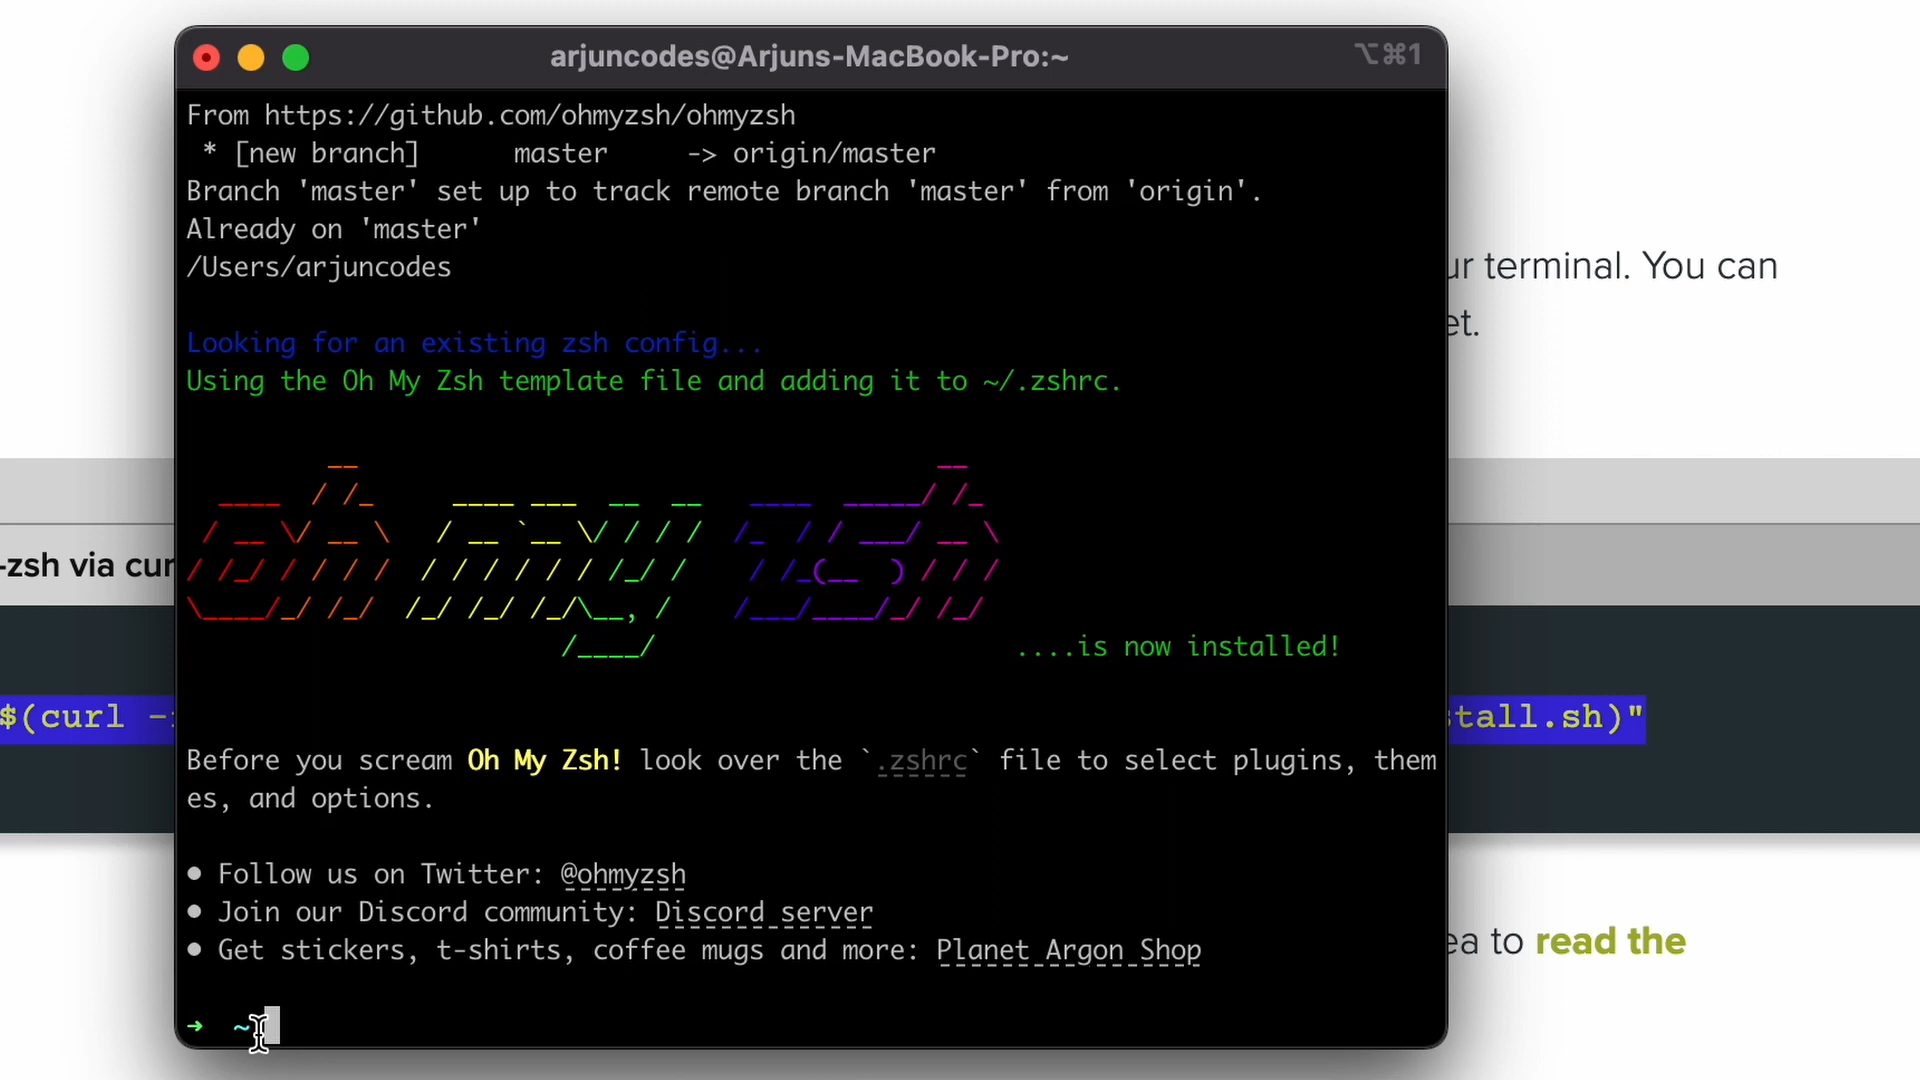 arjuncodes@Arjuns-MacBook-Pro:~
⌥⌘1
From https://github.com/ohmyzsh/ohmyzsh
 * [new branch]      master     -> origin/master
Branch 'master' set up to track remote branch 'master' from 'origin'.
Already on 'master'
/Users/arjuncodes
ur terminal. You can
et.
Looking for an existing zsh config...
Using the Oh My Zsh template file and adding it to ~/.zshrc.
-zsh via cur
oh my zsh
....is now installed!
$(curl -
stall.sh)"
Before you scream Oh My Zsh! look over the `.zshrc` file to select plugins, them
es, and options.
• Follow us on Twitter: @ohmyzsh
• Join our Discord community: Discord server
• Get stickers, t-shirts, coffee mugs and more: Planet Argon Shop
ea to read the
➜  ~